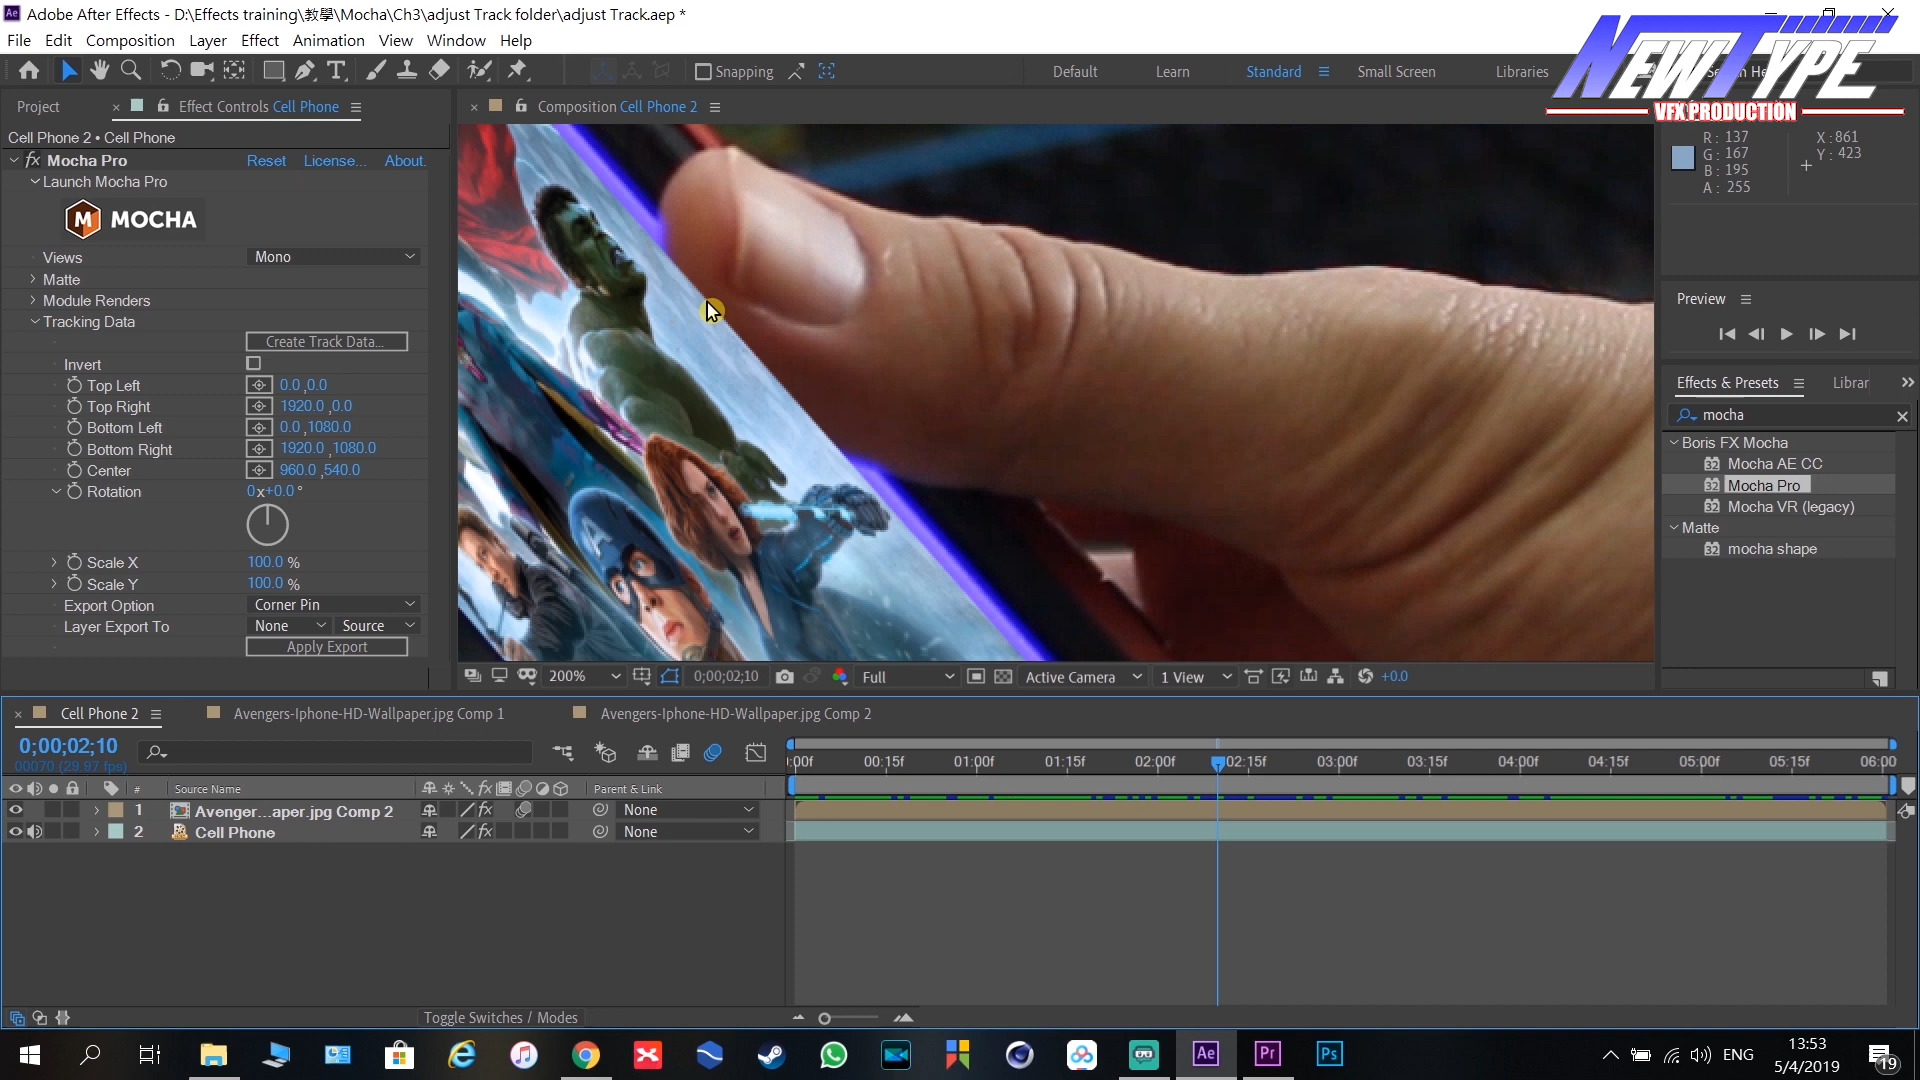 Adobe After Effects - D:\Effects training\教學\Mocha\Ch3\adjust Track folder\adjust Track.aep *
File Edit Composition Layer Effect Animation View Window Help
Snapping
Default Learn Standard Small Screen Libraries
NEWTYPE
VFX PRODUCTION
Project
Effect Controls Cell Phone
Composition Cell Phone 2
Cell Phone 2 • Cell Phone
fx Mocha Pro Reset License... About.
Launch Mocha Pro
M MOCHA
Views Mono
Matte
Module Renders
Tracking Data
Create Track Data...
Invert
Top Left 0.0,0.0
Top Right 1920.0,0.0
Bottom Left 0.0,1080.0
Bottom Right 1920.0,1080.0
Center 960.0,540.0
Rotation 0x+0.0°
Scale X 100.0 %
Scale Y 100.0 %
Export Option Corner Pin
Layer Export To None Source
Apply Export
200% 0;00;02;10 Full Active Camera 1 View +0.0
R: 137 X: 861
G: 167 Y: 423
B: 195
A: 255
Preview
Effects & Presets Librar
mocha
Boris FX Mocha
32 Mocha AE CC
32 Mocha Pro
32 Mocha VR (legacy)
Matte
32 mocha shape
Cell Phone 2 Avengers-Iphone-HD-Wallpaper.jpg Comp 1 Avengers-Iphone-HD-Wallpaper.jpg Comp 2
0;00;02;10
00070 (29.97 fps)
:00f 00:15f 01:00f 01:15f 02:00f 02:15f 03:00f 03:15f 04:00f 04:15f 05:00f 05:15f 06:00
# Source Name fx Parent & Link
1 Avenger...aper.jpg Comp 2 fx None
2 Cell Phone fx None
Toggle Switches / Modes
Ae Pr Ps
ENG
13:53
5/4/2019
19